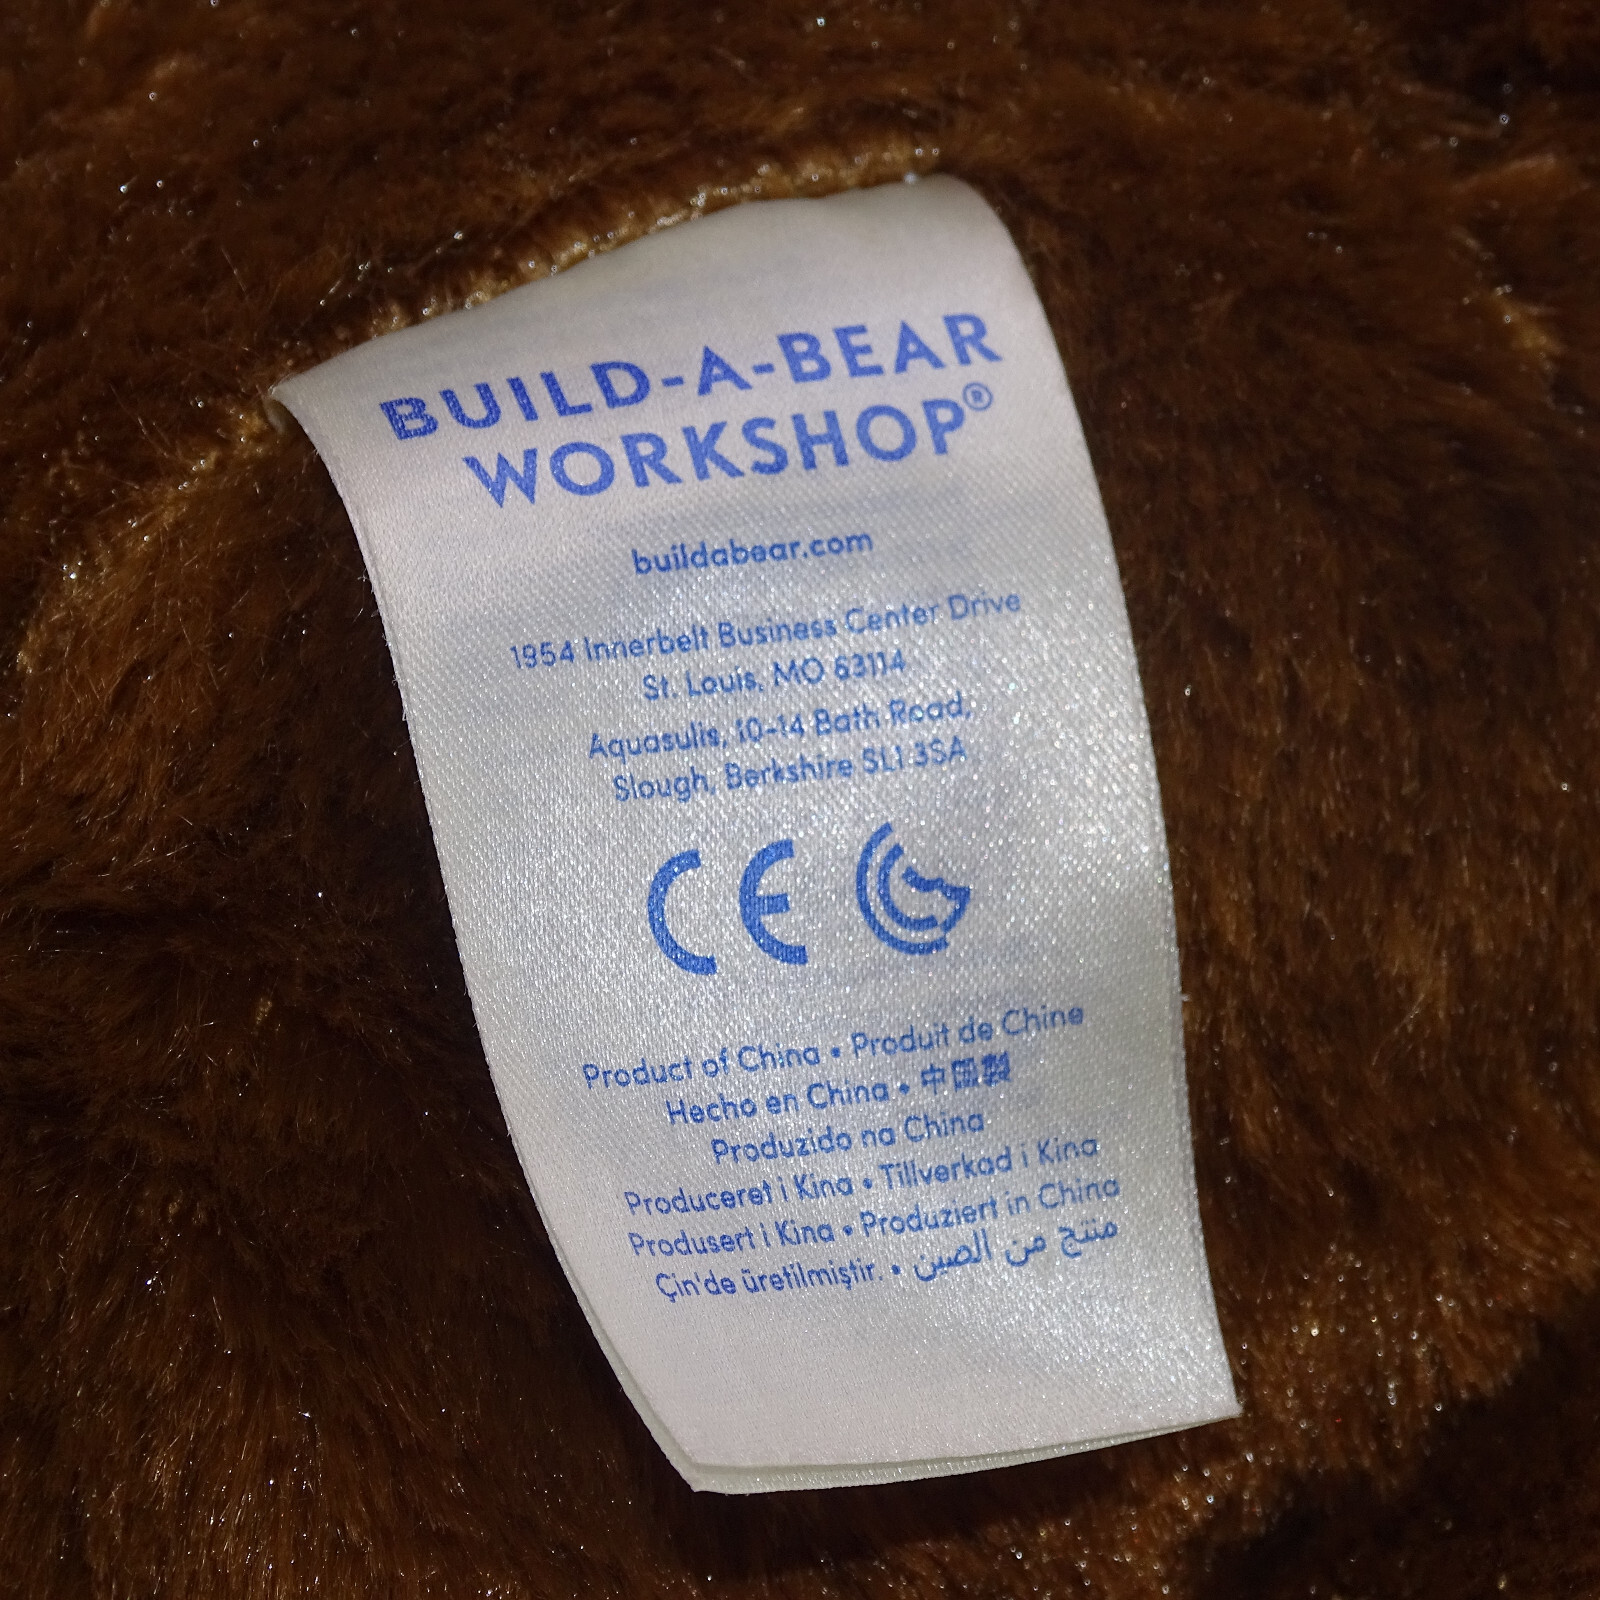 BUILD-A-BEAR
WORKSHOP®
buildabear.com
1954 Innerbelt Business Center Drive
St. Louis, MO 63114
Aquasulis, 10-14 Bath Road,
Slough, Berkshire SL1 3SA
CE
Product of China • Produit de Chine
Hecho en China • 中國製
Produzido na China
Produceret i Kina • Tillverkad i Kina
Produsert i Kina • Produziert in China
Çin'de üretilmiştir. • منتج من الصين